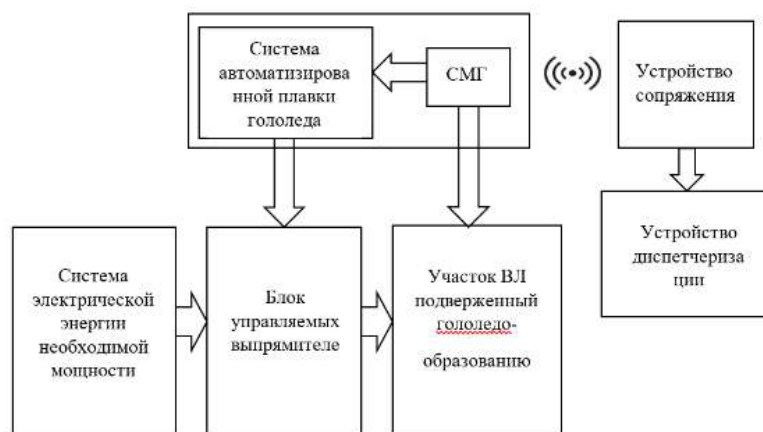 Система
автоматизирова
нной плавки
гололеда
СМГ
Устройство
сопряжения
Устройство
диспетчериза
ции
Система
электрической
энергии
необходимой
мощности
Блок
управляемых
выпрямителе
Участок ВЛ
подверженный
гололедо-
образованию